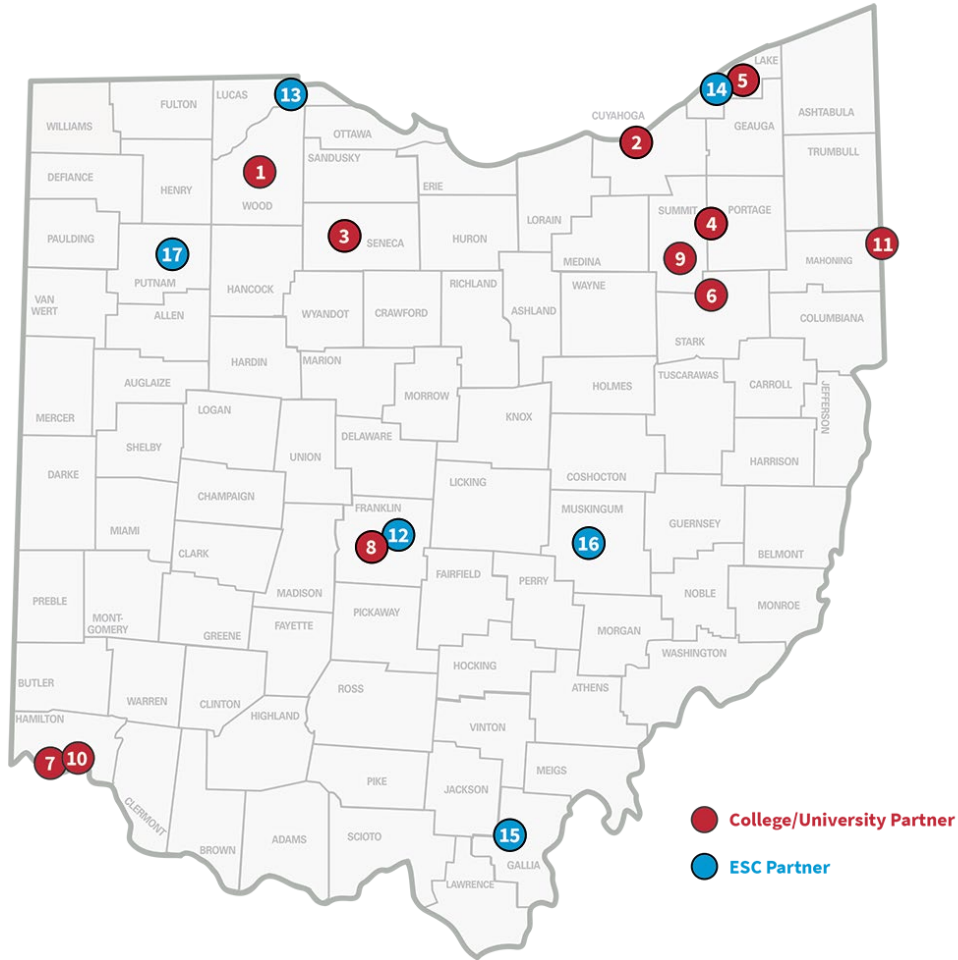 LAKE
14
5
LUCAS
13
FULTON
ASHTABULA
CUYAHOGA
WILLIAMS
GEAUGA
OTTAWA
2
TRUMBULL
SANDUSKY
1
DEFIANCE
HENRY
ERIE
WOOD
SUMMIT
PORTAGE
LORAIN
4
3
SENECA
PAULDING
HURON
11
17
9
MEDINA
MAHONING
PUTNAM
HANCOCK
RICHLAND
WAYNE
6
VAN
WERT
ALLEN
WYANDOT
CRAWFORD
ASHLAND
COLUMBIANA
STARK
HARDIN
MARION
TUSCARAWAS
AUGLAIZE
HOLMES
CARROLL
JEFFERSON
MORROW
LOGAN
MERCER
KNOX
DELAWARE
SHELBY
UNION
HARRISON
DARKE
COSHOCTON
LICKING
CHAMPAIGN
FRANKLIN
MUSKINGUM
GUERNSEY
MIAMI
12
8
16
CLARK
BELMONT
FAIRFIELD
PERRY
MADISON
NOBLE
PREBLE
MONROE
PICKAWAY
MONT-
GOMERY
FAYETTE
MORGAN
GREENE
WASHINGTON
HOCKING
BUTLER
ROSS
ATHENS
WARREN
CLINTON
HAMILTON
HIGHLAND
VINTON
7
10
MEIGS
PIKE
JACKSON
CLERMONT
College/University Partner
15
ADAMS
SCIOTO
BROWN
GALLIA
ESC Partner
LAWRENCE